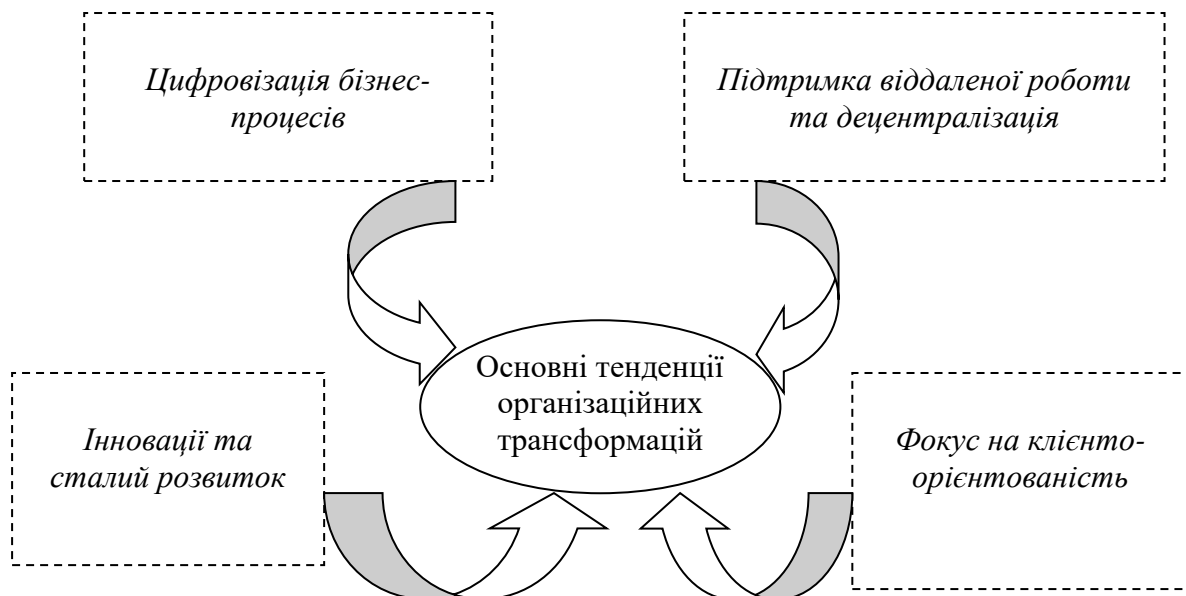 Цифровізація бізнес-
процесів
Підтримка віддаленої роботи
та децентралізація
Основні тенденції
організаційних
трансформацій
Інновації та
сталий розвиток
Фокус на клієнто-
орієнтованість